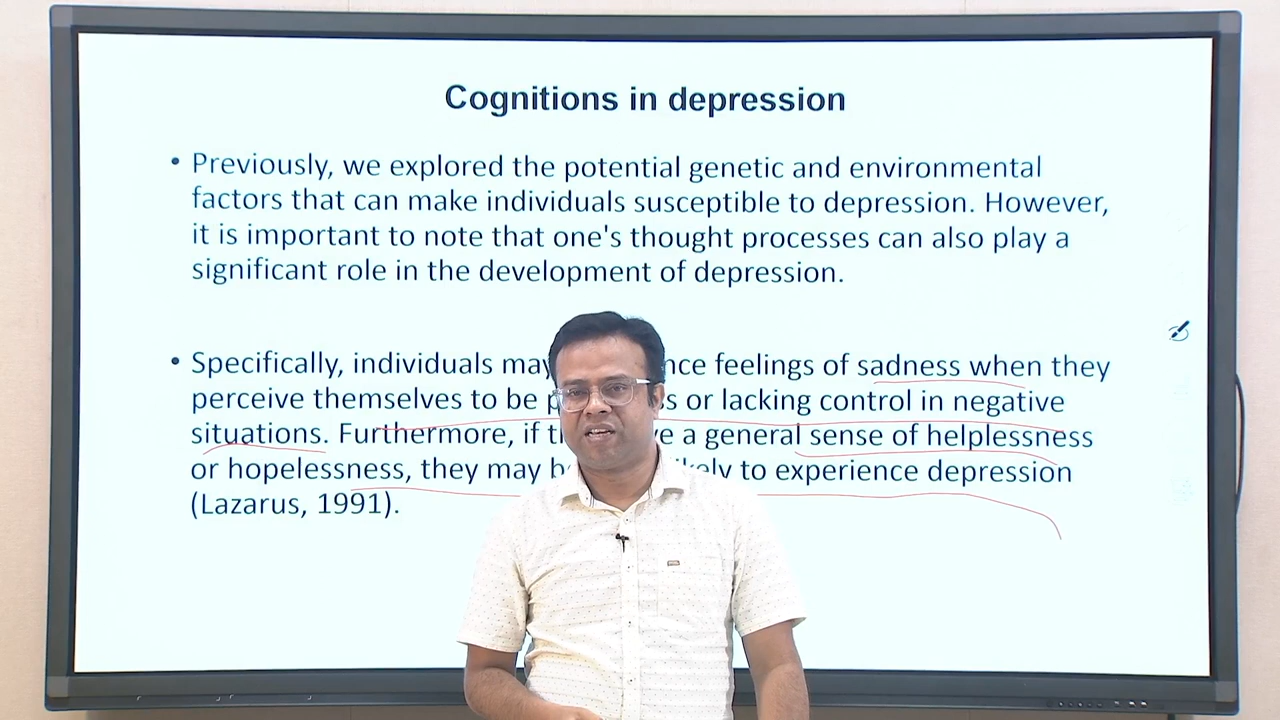 Cognitions in depression
• Previously, we explored the potential genetic and environmental
factors that can make individuals susceptible to depression. However,
it is important to note that one's thought processes can also play a
significant role in the development of depression.
• Specifically, individuals may feelings of sadness when they
perceive themselves to be or lacking control in negative
situations. Furthermore, if a general sense of helplessness
or hopelessness, they may to experience depression
(Lazarus, 1991).